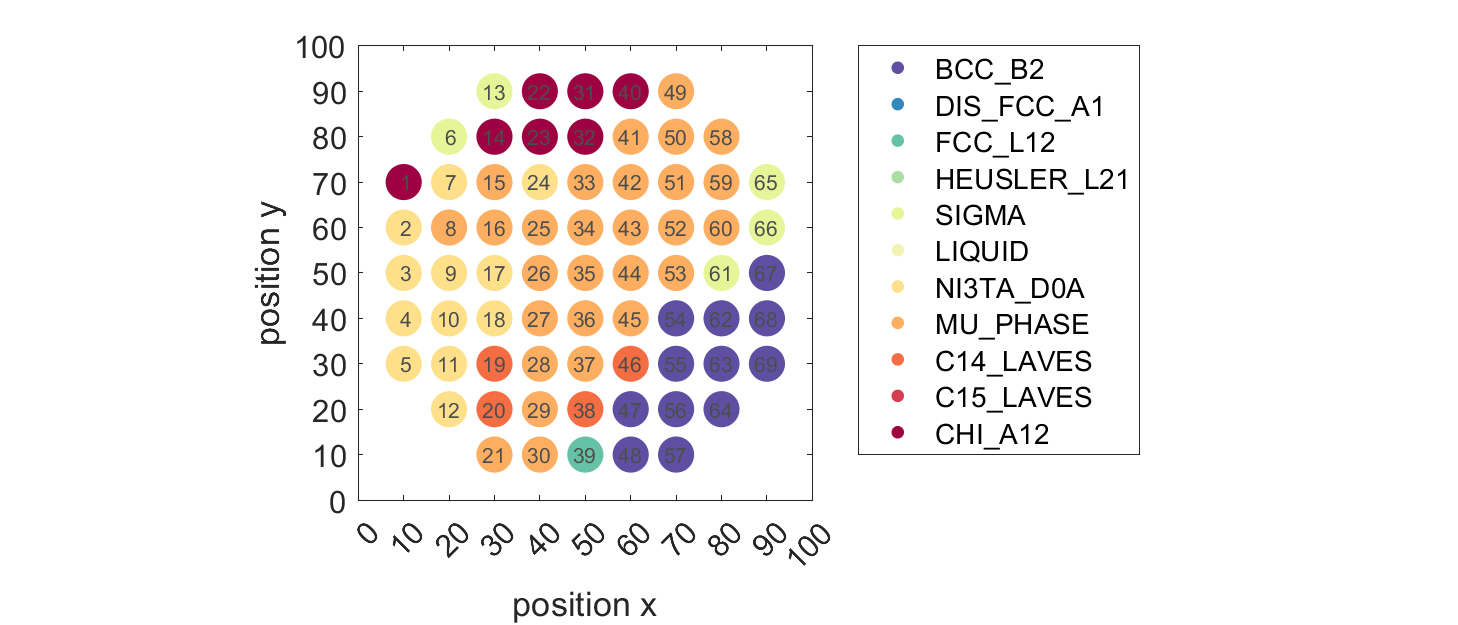 100
90 13 22 31 40 49
80 6 14 23 32 41 50 58
70 1 7 15 24 33 42 51 59 65
60 2 8 16 25 34 43 52 60 66
50 3 9 17 26 35 44 53 61 67
40 4 10 18 27 36 45 54 62 68
30 5 11 19 28 37 46 55 63 69
20 12 20 29 38 47 56 64
10 21 30 39 48 57
0
0 10 20 30 40 50 60 70 80 90 100
position x
position y
BCC_B2
DIS_FCC_A1
FCC_L12
HEUSLER_L21
SIGMA
LIQUID
NI3TA_D0A
MU_PHASE
C14_LAVES
C15_LAVES
CHI_A12